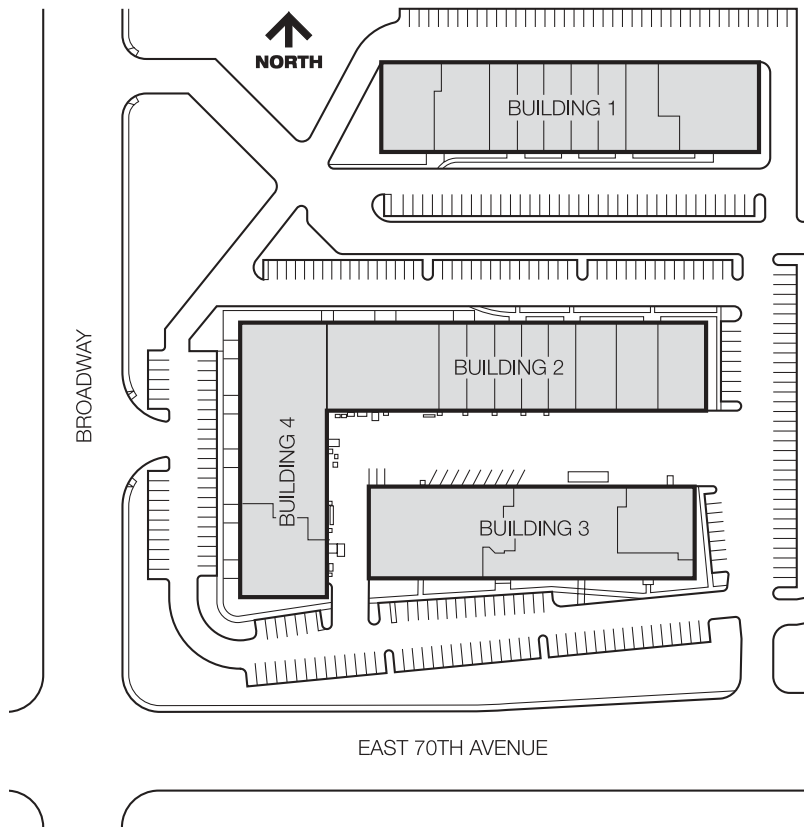 NORTH
BUILDING 1
BROADWAY
BUILDING 2
BUILDING 4
BUILDING 3
EAST 70TH AVENUE